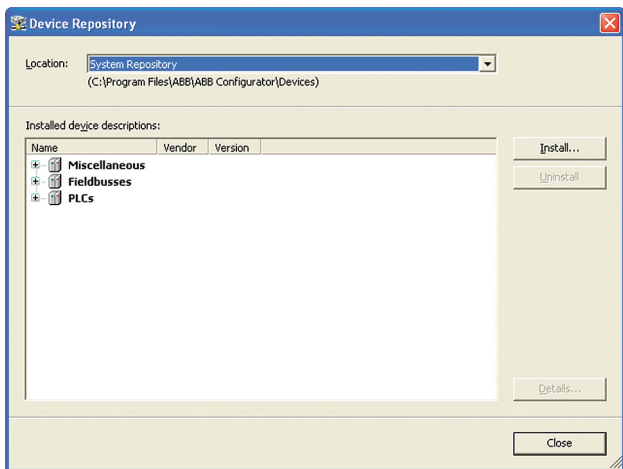 Device Repository
Location: System Repository
(C:\Program Files\ABB\ABB Configurator\Devices)
Installed device descriptions:
Name Vendor Version
Install...
Miscellaneous
Uninstall
Fieldbusses
PLCs
Details...
Close